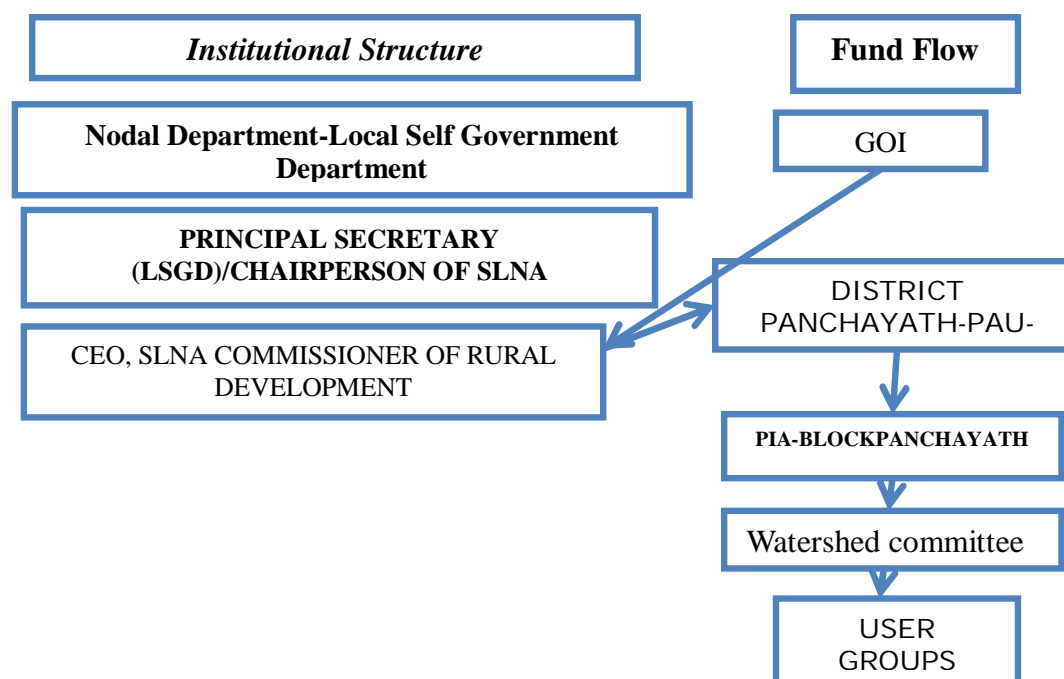 Institutional Structure
Nodal Department-Local Self Government
Department
PRINCIPAL SECRETARY
(LSGD)/CHAIRPERSON OF SLNA
CEO, SLNA COMMISSIONER OF RURAL
DEVELOPMENT
Fund Flow
GOI
DISTRICT
PANCHAYATH-PAU-
PIA-BLOCKPANCHAYATH
Watershed committee
USER
GROUPS